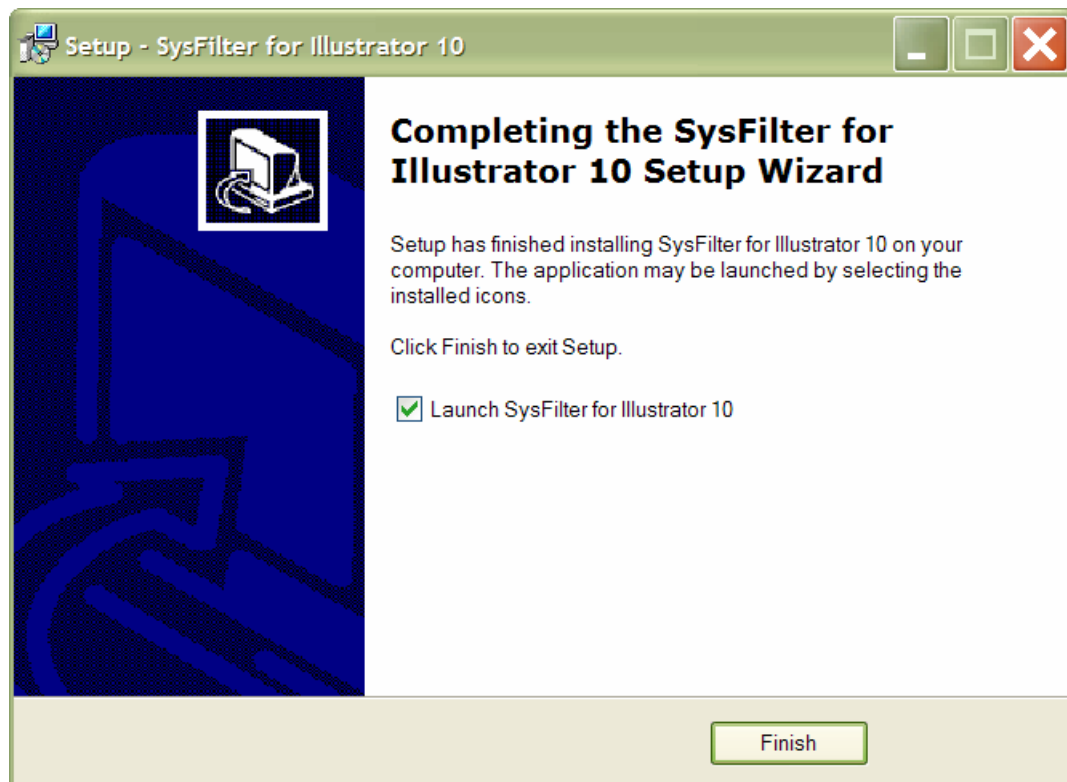 Setup - SysFilter for Illustrator 10
Completing the SysFilter for
Illustrator 10 Setup Wizard
Setup has finished installing SysFilter for Illustrator 10 on your
computer. The application may be launched by selecting the
installed icons.
Click Finish to exit Setup.
Launch SysFilter for Illustrator 10
Finish